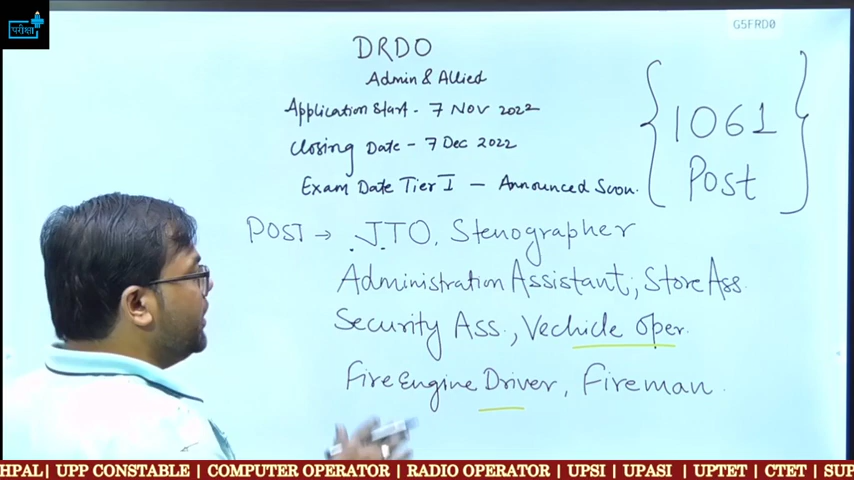 परीक्षा
G5FRD0
DRDO
Admin & Allied
Application Start - 7 Nov 2022
Closing Date - 7 Dec 2022
Exam Date Tier I - Announced Soon.
{ 1061
Post }
POST → JTO, Stenographer
Administration Assistant, Store Ass.
Security Ass., Vechicle Oper.
Fire Engine Driver, Fireman.
HPAL| UPP CONSTABLE | COMPUTER OPERATOR | RADIO OPERATOR | UPSI | UPASI | UPTET | CTET | SUP